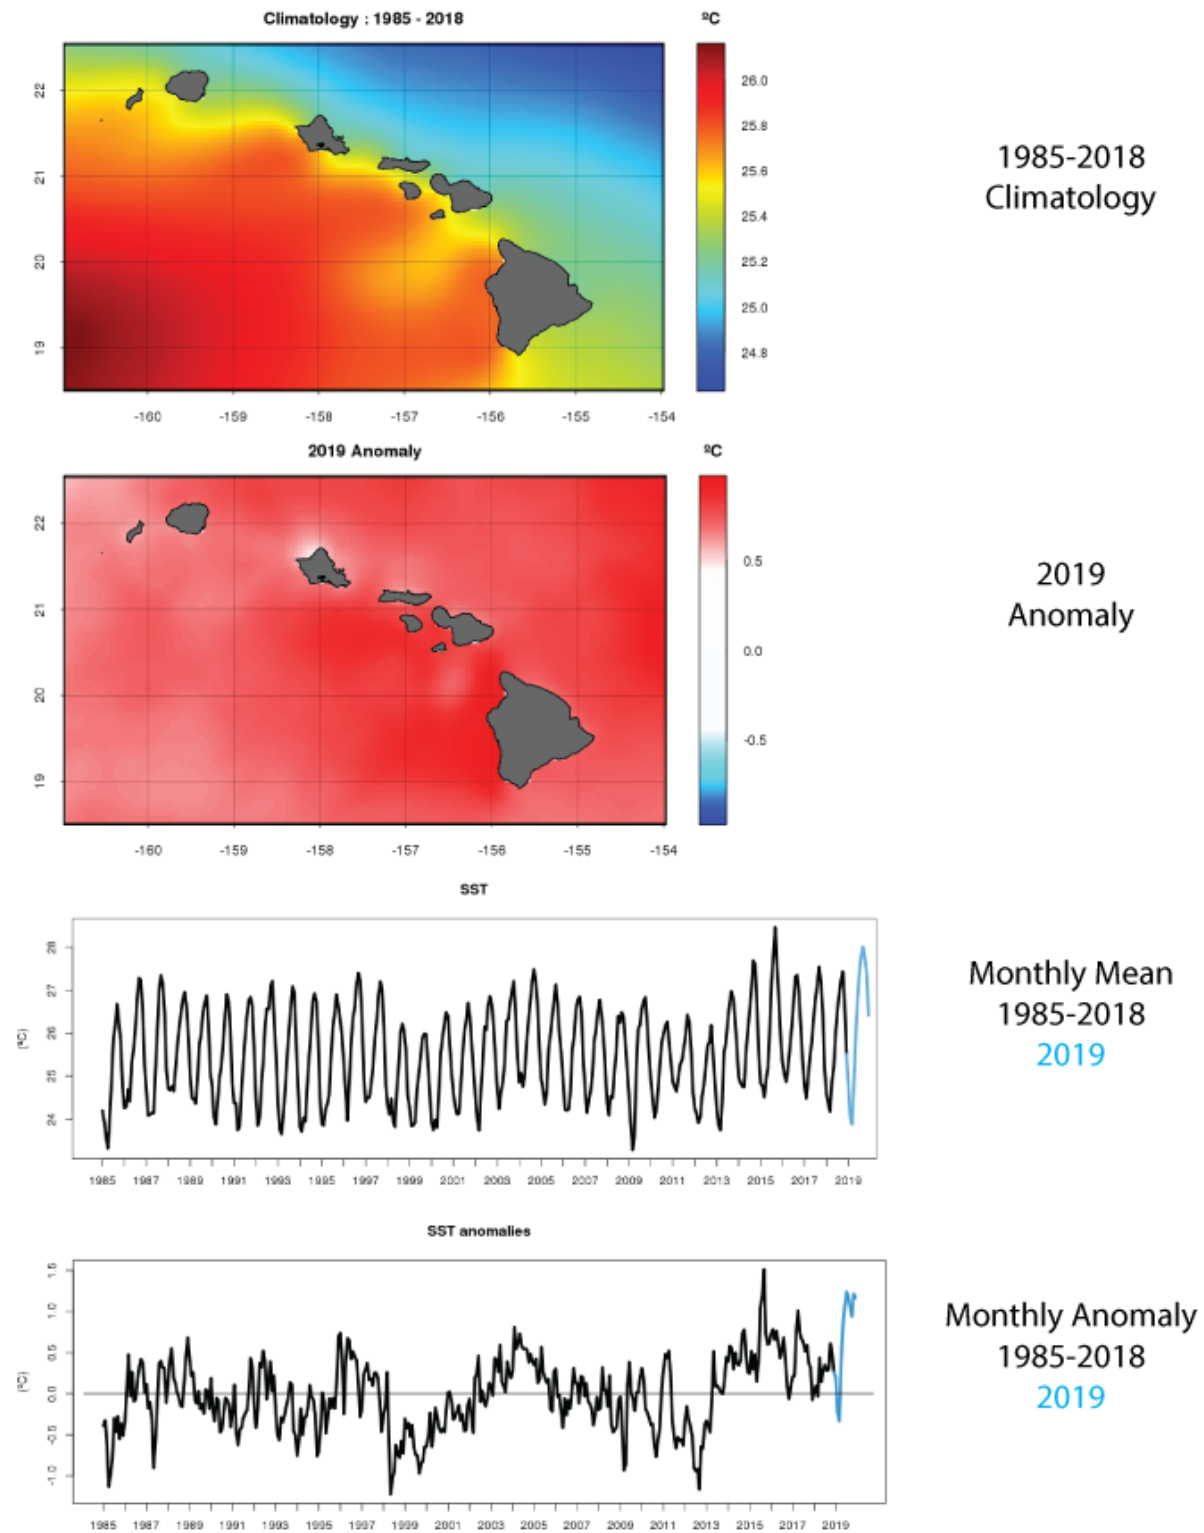 Climatology : 1985 - 2018
ºC
22
21
20
19
-160 -159 -158 -157 -156 -155 -154
26.0
25.8
25.6
25.4
25.2
25.0
24.8
1985-2018
Climatology
2019 Anomaly
ºC
22
21
20
19
-160 -159 -158 -157 -156 -155 -154
0.5
0.0
-0.5
2019
Anomaly
SST
(ºC)
28
27
26
25
24
1985 1987 1989 1991 1993 1995 1997 1999 2001 2003 2005 2007 2009 2011 2013 2015 2017 2019
Monthly Mean
1985-2018
2019
SST anomalies
(ºC)
1.5
1.0
0.5
0.0
-0.5
-1.0
1985 1987 1989 1991 1993 1995 1997 1999 2001 2003 2005 2007 2009 2011 2013 2015 2017 2019
Monthly Anomaly
1985-2018
2019